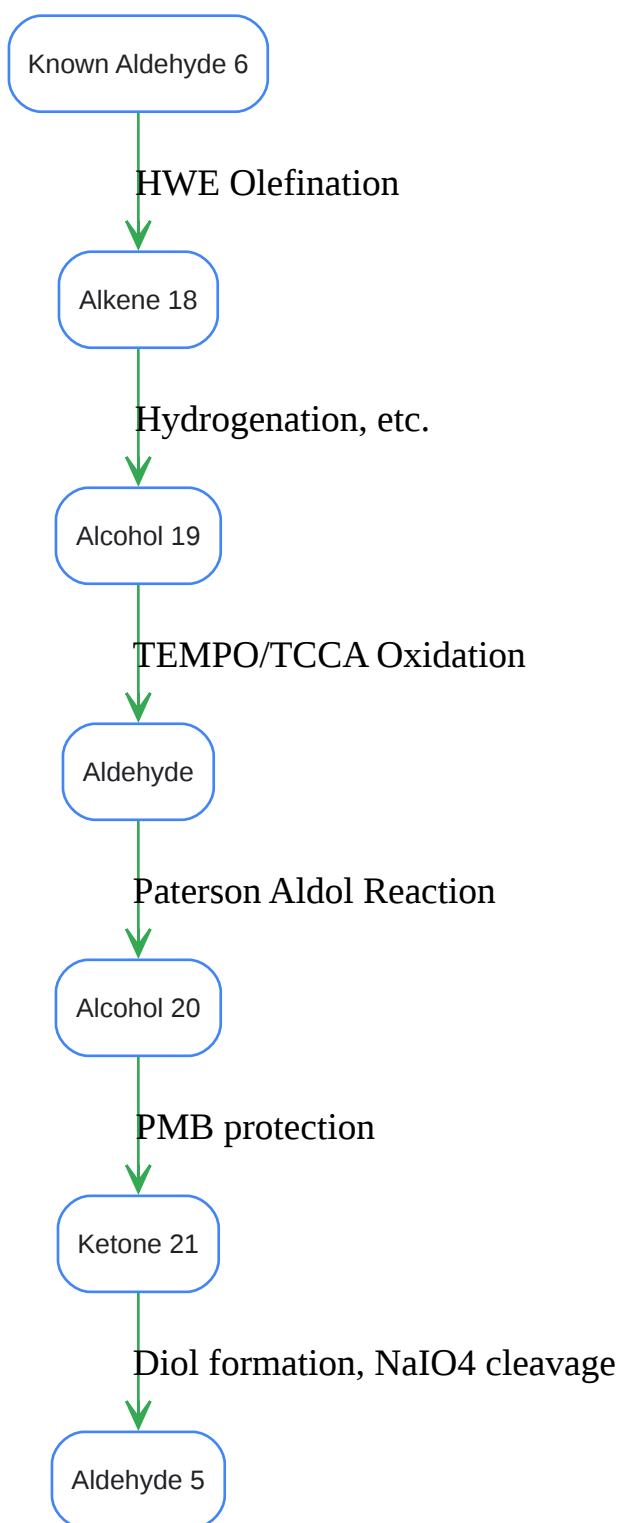 Known Aldehyde 6
HWE Olefination
Alkene 18
Hydrogenation, etc.
Alcohol 19
TEMPO/TCCA Oxidation
Aldehyde
Paterson Aldol Reaction
Alcohol 20
PMB protection
Ketone 21
Diol formation, NaIO4 cleavage
Aldehyde 5